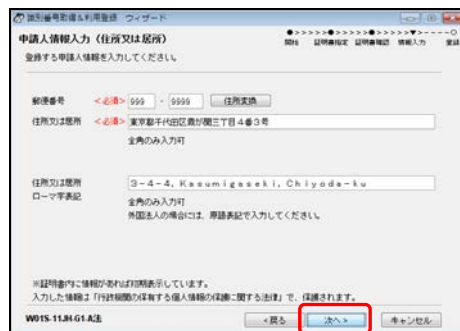 識別番号取得&利用登録 ウィザード
申請人情報入力（住所又は居所）
●>>>>>●>>>>>●>>>>>▼>----○
開始 証明書指定 証明書確認 情報入力 登録
登録する申請人情報を入力してください。
郵便番号 <必須> 999 - 9999 住所変換
住所又は居所 <必須> 東京都千代田区霞が関三丁目４番３号
全角のみ入力可
住所又は居所 ３－４－４，Ｋａｓｕｍｉｇａｓｅｋｉ，Ｃｈｉｙｏｄａ－ｋｕ
ローマ字表記
全角のみ入力可
外国法人の場合には、原語表記で入力してください。
※証明書内に情報があれば初期表示しています。
入力した情報は「行政機関の保有する個人情報の保護に関する法律」で、保護されます。
W01S-11JH-G1-A法 <戻る 次へ> キャンセル